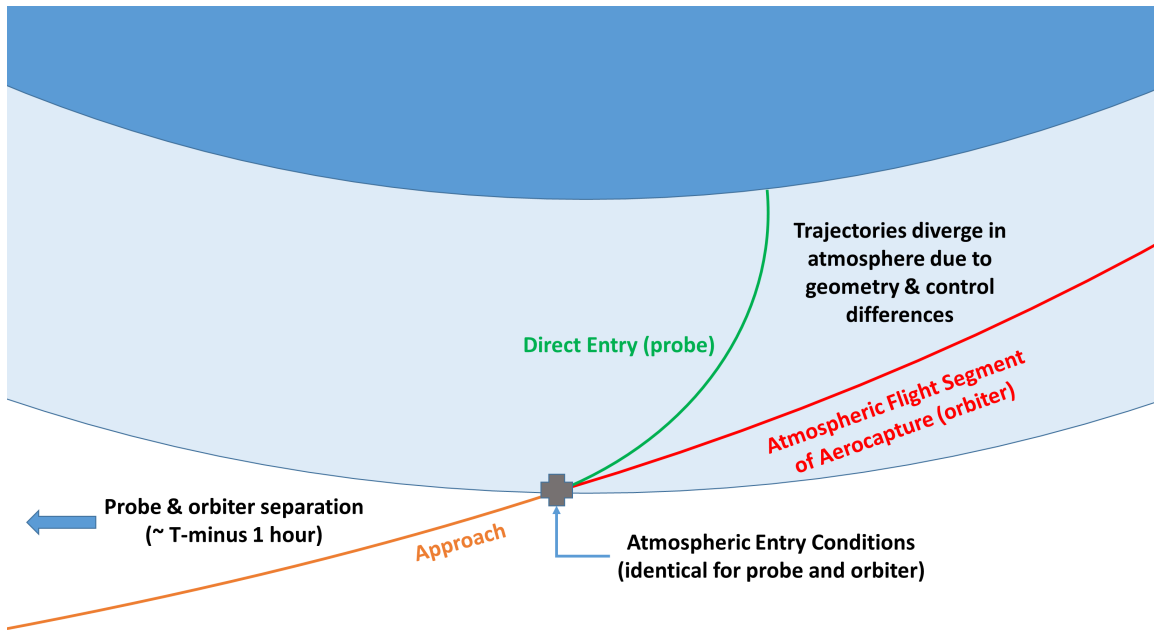 Trajectories diverge in
atmosphere due to
geometry & control
differences
Direct Entry (probe)
Atmospheric Flight Segment
of Aerocapture (orbiter)
Probe & orbiter separation
(~ T-minus 1 hour)
Approach
Atmospheric Entry Conditions
(identical for probe and orbiter)